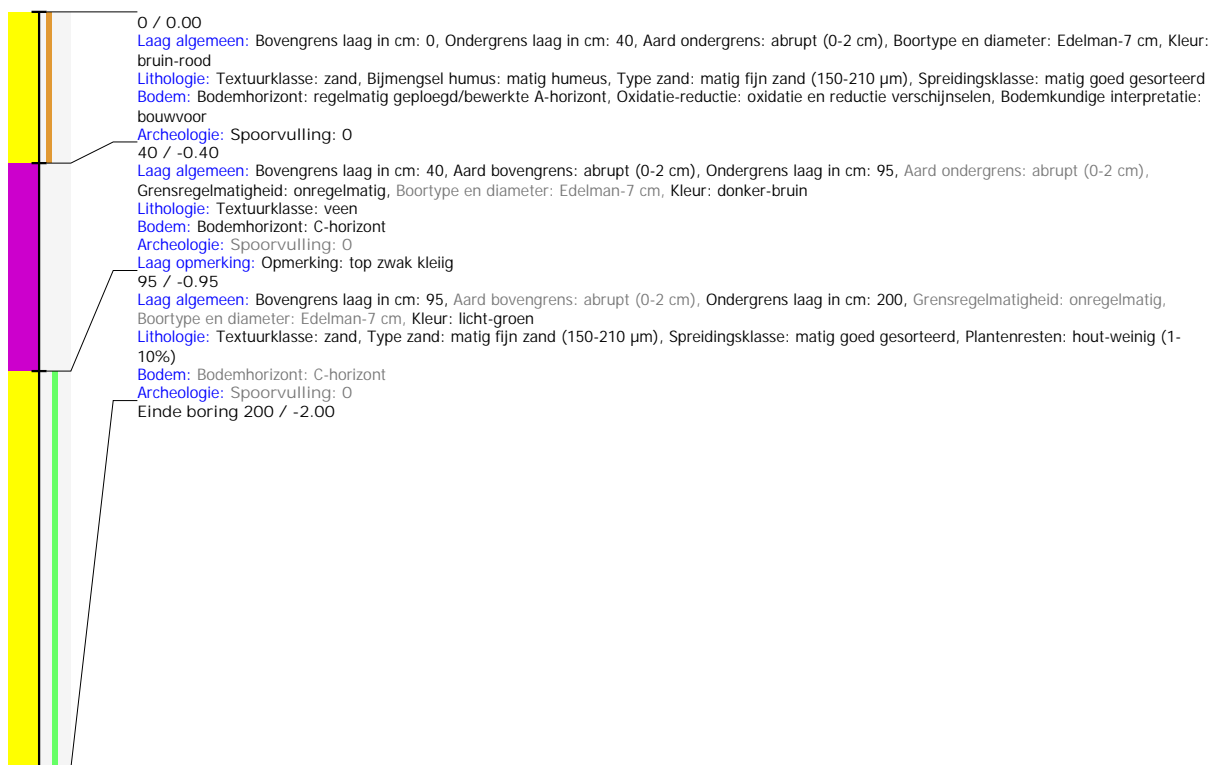 0 / 0.00
Laag algemeen: Bovengrens laag in cm: 0, Ondergrens laag in cm: 40, Aard ondergrens: abrupt (0-2 cm), Boortype en diameter: Edelman-7 cm, Kleur:
bruin-rood
Lithologie: Textuurklasse: zand, Bijmengsel humus: matig humeus, Type zand: matig fijn zand (150-210 µm), Spreidingsklasse: matig goed gesorteerd
Bodem: Bodemhorizont: regelmatig geploegd/bewerkte A-horizont, Oxidatie-reductie: oxidatie en reductie verschijnselen, Bodemkundige interpretatie:
bouwvoor
Archeologie: Spoorvulling: 0
40 / -0.40
Laag algemeen: Bovengrens laag in cm: 40, Aard bovengrens: abrupt (0-2 cm), Ondergrens laag in cm: 95, Aard ondergrens: abrupt (0-2 cm),
Grensregelmatigheid: onregelmatig, Boortype en diameter: Edelman-7 cm, Kleur: donker-bruin
Lithologie: Textuurklasse: veen
Bodem: Bodemhorizont: C-horizont
Archeologie: Spoorvulling: 0
Laag opmerking: Opmerking: top zwak kleiig
95 / -0.95
Laag algemeen: Bovengrens laag in cm: 95, Aard bovengrens: abrupt (0-2 cm), Ondergrens laag in cm: 200, Grensregelmatigheid: onregelmatig,
Boortype en diameter: Edelman-7 cm, Kleur: licht-groen
Lithologie: Textuurklasse: zand, Type zand: matig fijn zand (150-210 µm), Spreidingsklasse: matig goed gesorteerd, Plantenresten: hout-weinig (1-
10%)
Bodem: Bodemhorizont: C-horizont
Archeologie: Spoorvulling: 0
Einde boring 200 / -2.00